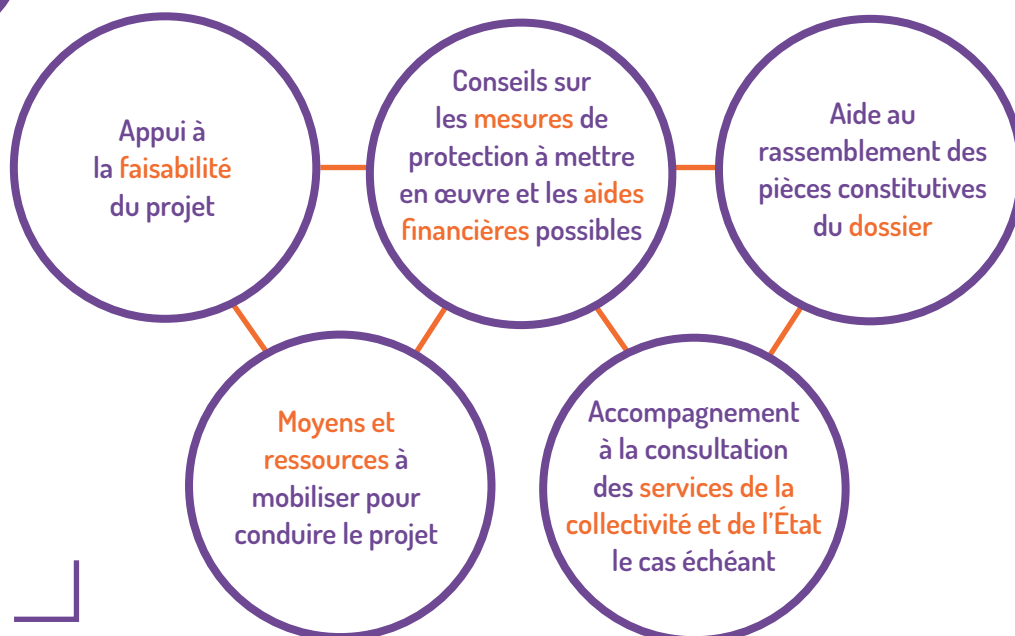 Appui à
la faisabilité
du projet
Conseils sur
les mesures de
protection à mettre
en œuvre et les aides
financières possibles
Aide au
rassemblement des
pièces constitutives
du dossier
Moyens et
ressources à
mobiliser pour
conduire le projet
Accompagnement
à la consultation
des services de la
collectivité et de l'État
le cas échéant